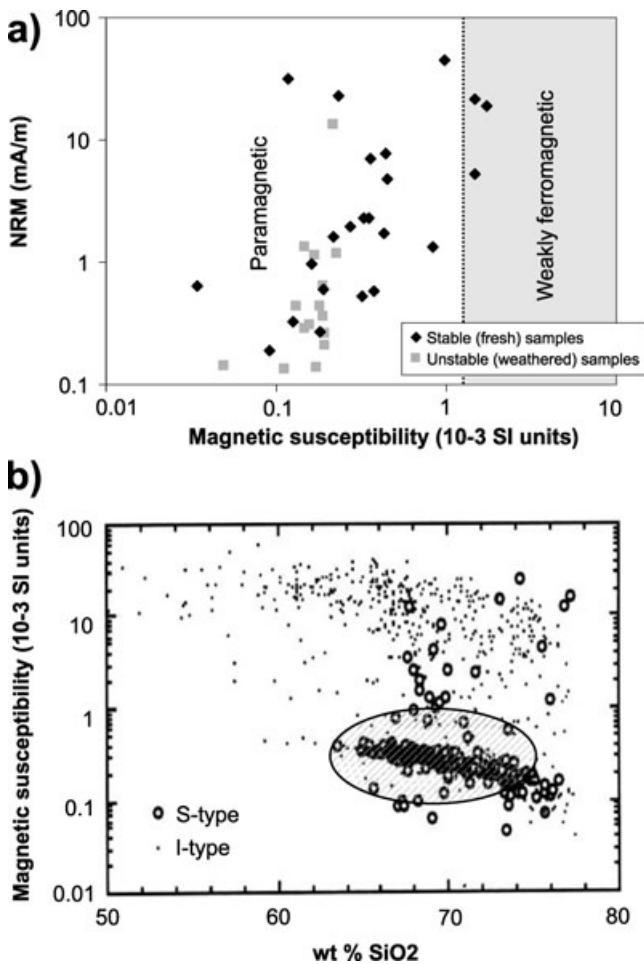 a)
100
10
1
0.1
NRM (mA/m)
Paramagnetic
Weakly ferromagnetic
Stable (fresh) samples
Unstable (weathered) samples
0.01 0.1 1 10
Magnetic susceptibility (10-3 SI units)
b)
100
10
1
0.1
0.01
Magnetic susceptibility (10-3 SI units)
S-type
I-type
50 60 70 80
wt % SiO2